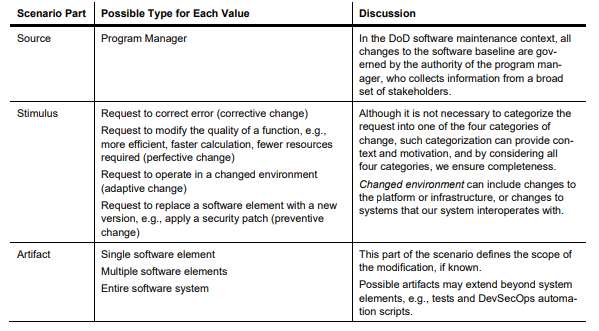 Scenario Part Possible Type for Each Value Discussion
Source Program Manager In the DoD software maintenance context, all
changes to the software baseline are gov-
erned by the authority of the program man-
ager, who collects information from a broad
set of stakeholders.
Stimulus Request to correct error (corrective change) Although it is not necessary to categorize the
Request to modify the quality of a function, e.g., request into one of the four categories of
more efficient, faster calculation, fewer resources change, such categorization can provide con-
required (perfective change) text and motivation, and by considering all
Request to operate in a changed environment four categories, we ensure completeness.
(adaptive change) Changed environment can include changes to
Request to replace a software element with a new the platform or infrastructure, or changes to
version, e.g., apply a security patch (preventive systems that our system interoperates with.
change)
Artifact Single software element This part of the scenario defines the scope of
Multiple software elements the modification, if known.
Entire software system Possible artifacts may extend beyond system
elements, e.g., tests and DevSecOps automa-
tion scripts.